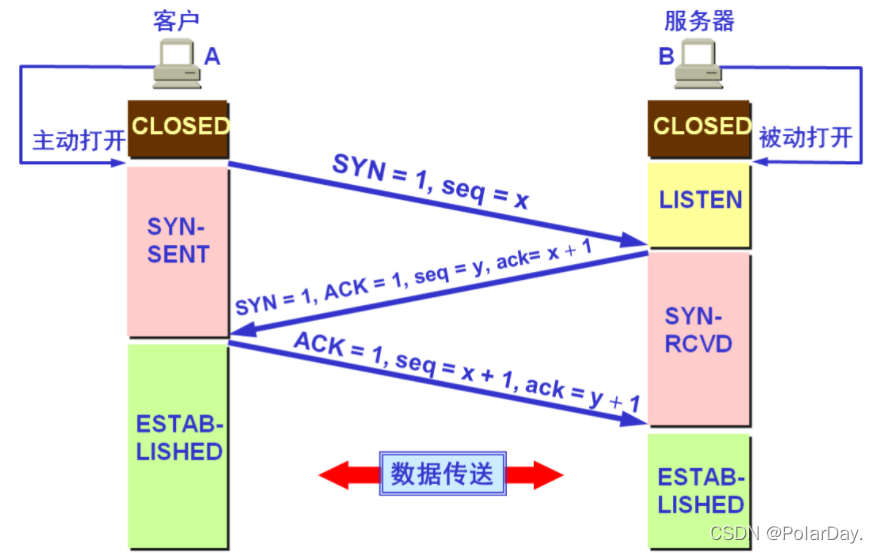 客户
服务器
A
B
主动打开
CLOSED
CLOSED
被动打开
SYN = 1, seq = x
SYN-
SENT
LISTEN
SYN = 1, ACK = 1, seq = y, ack= x + 1
SYN-
RCVD
ACK = 1, seq = x + 1, ack = y + 1
ESTAB-
LISHED
数据传送
ESTAB-
LISHED
CSDN @PolarDay.